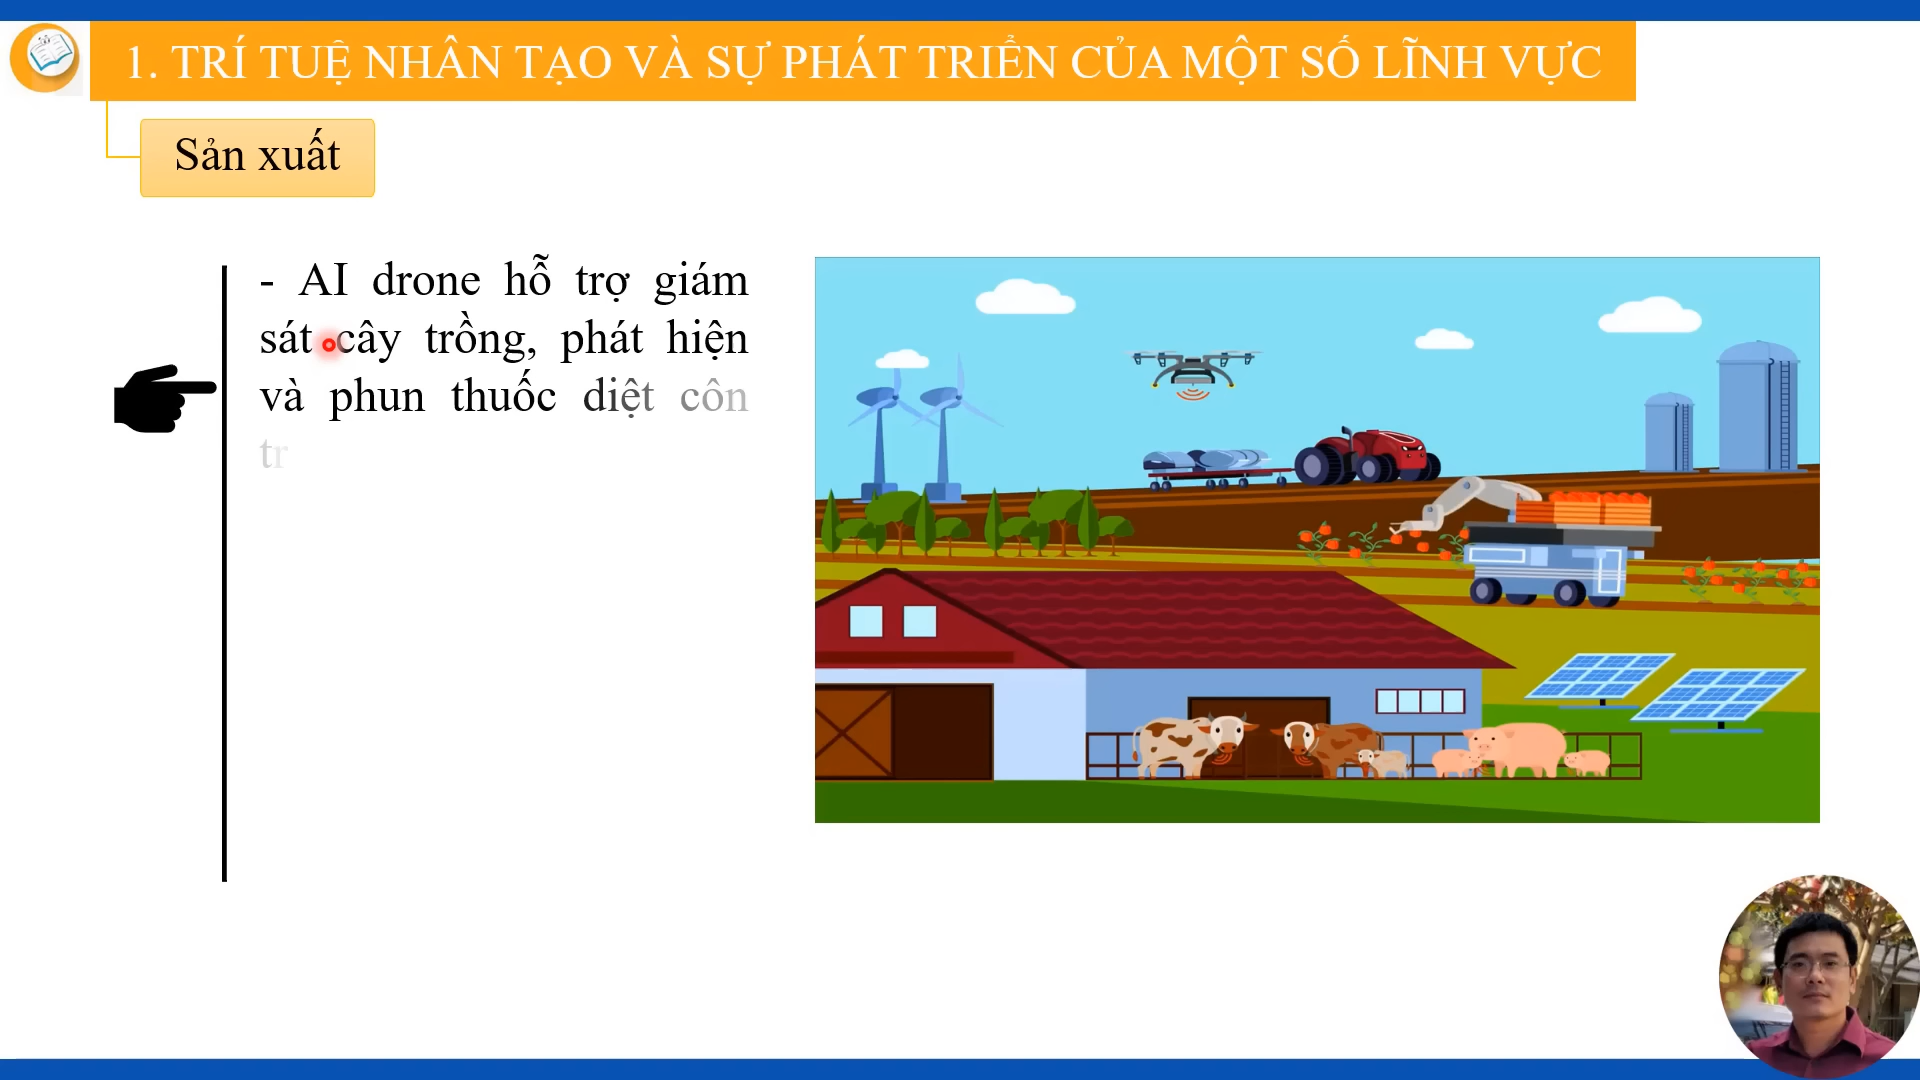 1. TRÍ TUỆ NHÂN TẠO VÀ SỰ PHÁT TRIỂN CỦA MỘT SỐ LĨNH VỰC
Sản xuất
- AI drone hỗ trợ giám
sát cây trồng, phát hiện
và phun thuốc diệt côn
tr